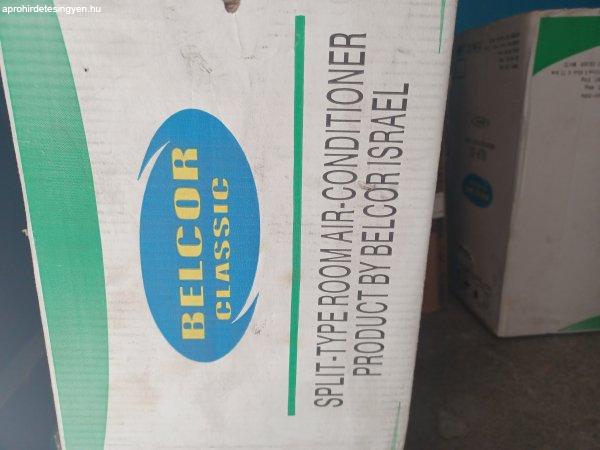 aprohirdetesingyen.hu
BELCOR
CLASSIC
SPLIT-TYPE ROOM AIR-CONDITIONER
PRODUCT BY BELCOR ISRAEL